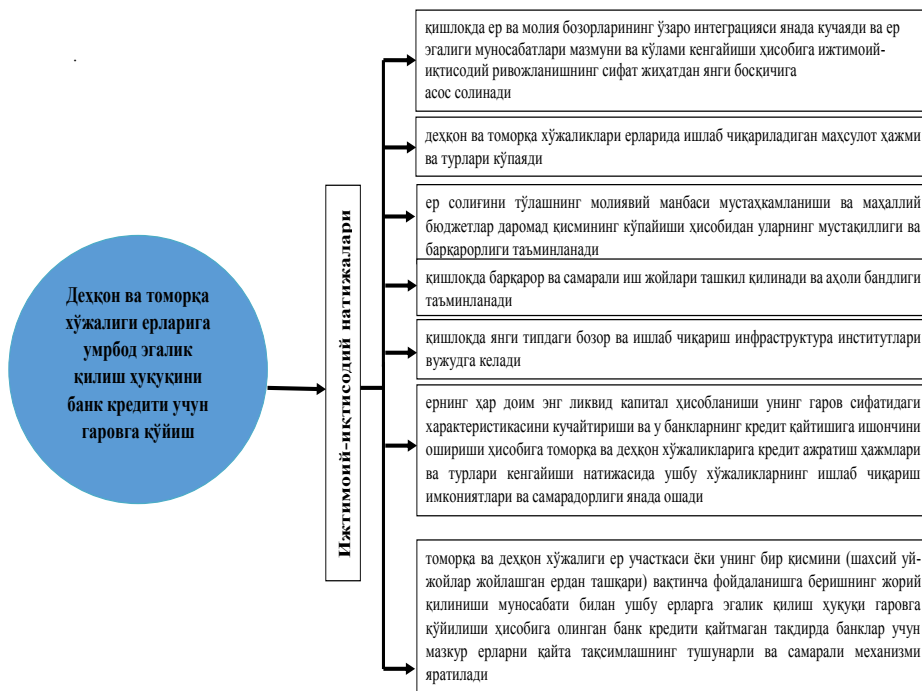 Деҳқон ва томорқа
хўжалиги ерларига
умрбод эгалик
қилиш ҳуқуқини
банк кредити учун
гаровга қўйиш
Ижтимоий-иқтисодий натижалари
қишлоқда ер ва молия бозорларининг ўзаро интеграцияси янада кучаяди ва ер
эгалиги муносабатлари мазмуни ва кўлами кенгайиши ҳисобига ижтимоий-
иқтисодий ривожланишнинг сифат жиҳатдан янги босқичига
асос солинади
деҳқон ва томорқа хўжаликлари ерларида ишлаб чиқариладиган маҳсулот ҳажми
ва турлари кўпаяди
ер солиғини тўлашнинг молиявий манбаси мустаҳкамланиши ва маҳаллий
бюджетлар даромад қисмининг кўпайиши ҳисобидан уларнинг мустақиллиги ва
барқарорлиги таъминланади
қишлоқда барқарор ва самарали иш жойлари ташкил қилинади ва аҳоли бандлиги
таъминланади
қишлоқда янги типдаги бозор ва ишлаб чиқариш инфраструктура институтлари
вужудга келади
ернинг ҳар доим энг ликвид капитал ҳисобланиши унинг гаров сифатидаги
характеристикасини кучайтириши ва у банкларнинг кредит қайтишига ишончини
ошириши ҳисобига томорқа ва деҳқон хўжаликларига кредит ажратиш ҳажмлари
ва турлари кенгайиши натижасида ушбу хўжаликларнинг ишлаб чиқариш
имкониятлари ва самарадорлиги янада ошади
томорқа ва деҳқон хўжалиги ер участкаси ёки унинг бир қисмини (шахсий уй-
жойлар жойлашган ердан ташқари) вақтинча фойдаланишга беришнинг жорий
қилиниши муносабати билан ушбу ерларга эгалик қилиш ҳуқуқи гаровга
қўйилиши ҳисобига олинган банк кредити қайтмаган тақдирда банклар учун
мазкур ерларни қайта тақсимлашнинг тушунарли ва самарали механизми
яратилади